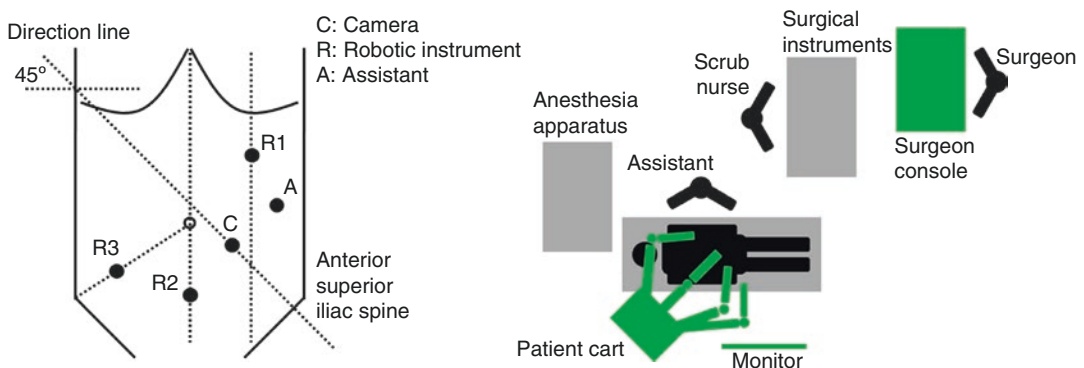 Direction line
45°
C: Camera
R: Robotic instrument
A: Assistant
R1
A
C
R3
R2
Anterior
superior
iliac spine
Surgical
instruments
Surgeon
Scrub
nurse
Anesthesia
apparatus
Surgeon
console
Assistant
Patient cart
Monitor